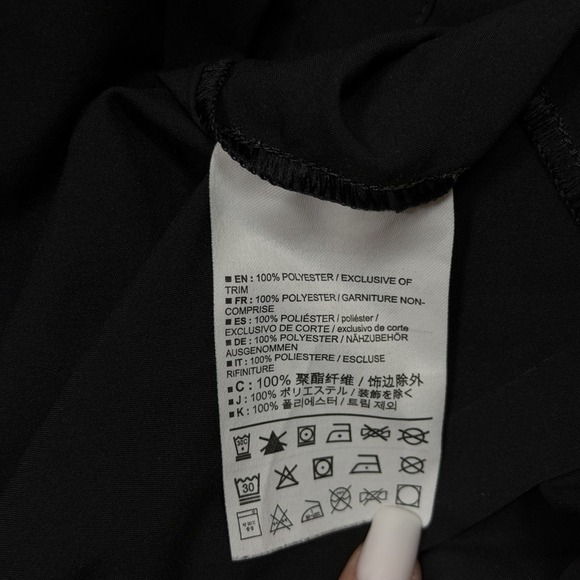 ■ EN : 100% POLYESTER / EXCLUSIVE OF
TRIM
■ FR : 100% POLYESTER / GARNITURE NON-
COMPRISE
■ ES : 100% POLIÉSTER / poliéster /
EXCLUSIVO DE CORTE / exclusivo de corte
■ DE : 100% POLYESTER / NÄHZUBEHÖR
AUSGENOMMEN
■ IT : 100% POLIESTERE / ESCLUSE
RIFINITURE
■ C : 100% 聚酯纤维 / 饰边除外
■ J : 100% ポリエステル / 装飾を除く
■ K : 100% 폴리에스터 / 트림 제외
30